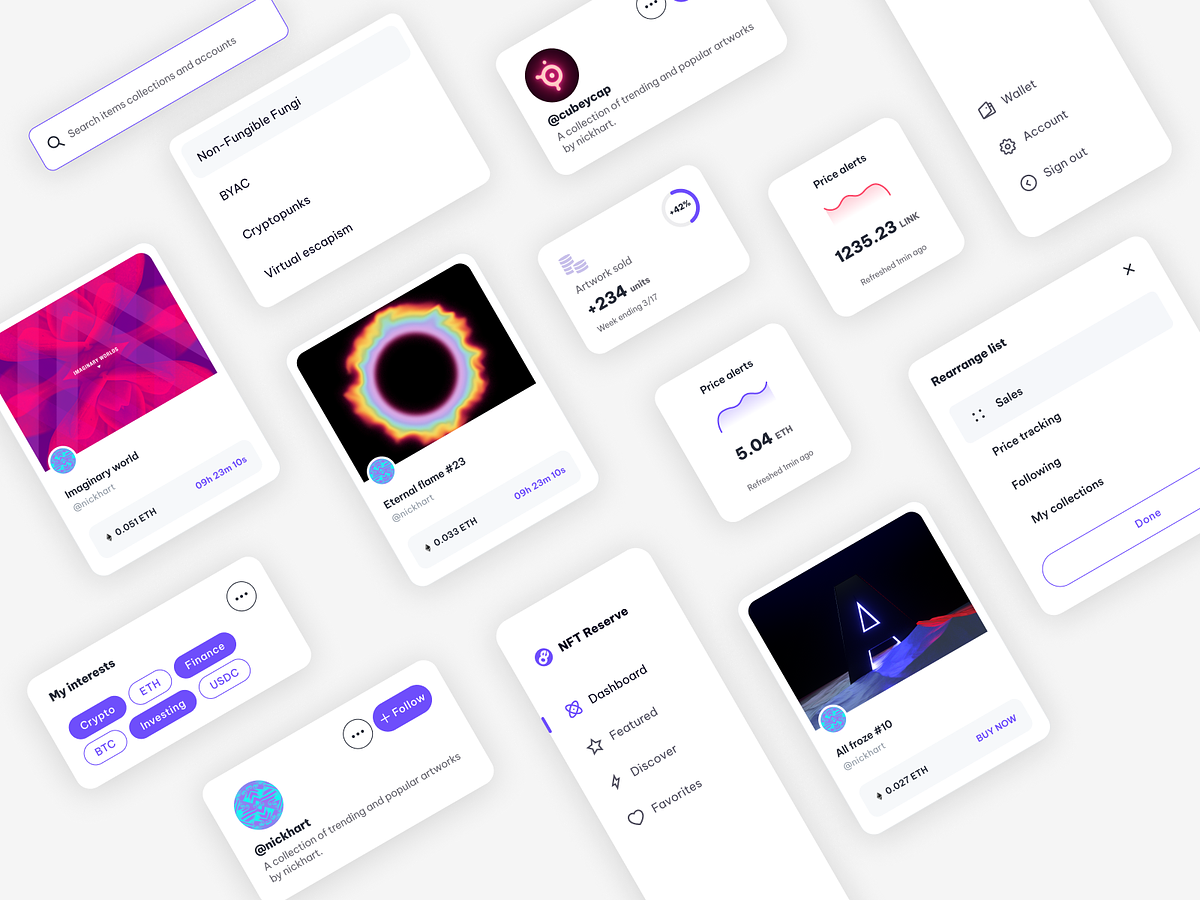 Search items collections and accounts
Non-Fungible Fungi
BYAC
Cryptopunks
Virtual escapism
@cubeycap
A collection of trending and popular artworks
by nickhart.
Wallet
Account
Sign out
+42%
Artwork sold
+234 units
Week ending 3/17
Price alerts
1235.23 LINK
Refreshed 1min ago
Price alerts
5.04 ETH
Refreshed 1min ago
Rearrange list
Sales
Price tracking
Following
My collections
Done
IMAGINARY WORLDS
Imaginary world
@nickhart
0.051 ETH
09h 23m 10s
Eternal flame #23
@nickhart
0.033 ETH
09h 23m 10s
My interests
Crypto
ETH
Finance
BTC
Investing
USDC
Follow
@nickhart
A collection of trending and popular artworks
by nickhart.
NFT Reserve
Dashboard
Featured
Discover
Favorites
All froze #10
@nickhart
0.027 ETH
BUY NOW